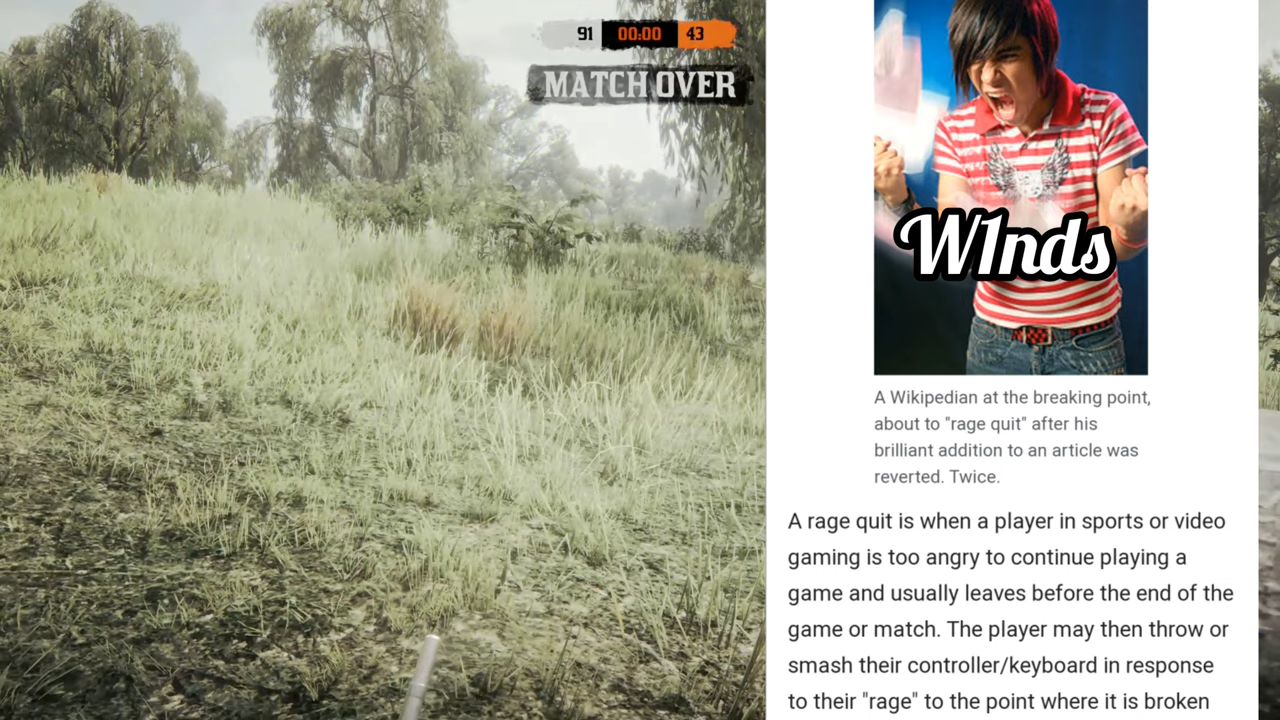 91 00:00 43
MATCH OVER
W1nds
A Wikipedian at the breaking point,
about to "rage quit" after his
brilliant addition to an article was
reverted. Twice.
A rage quit is when a player in sports or video
gaming is too angry to continue playing a
game and usually leaves before the end of the
game or match. The player may then throw or
smash their controller/keyboard in response
to their "rage" to the point where it is broken